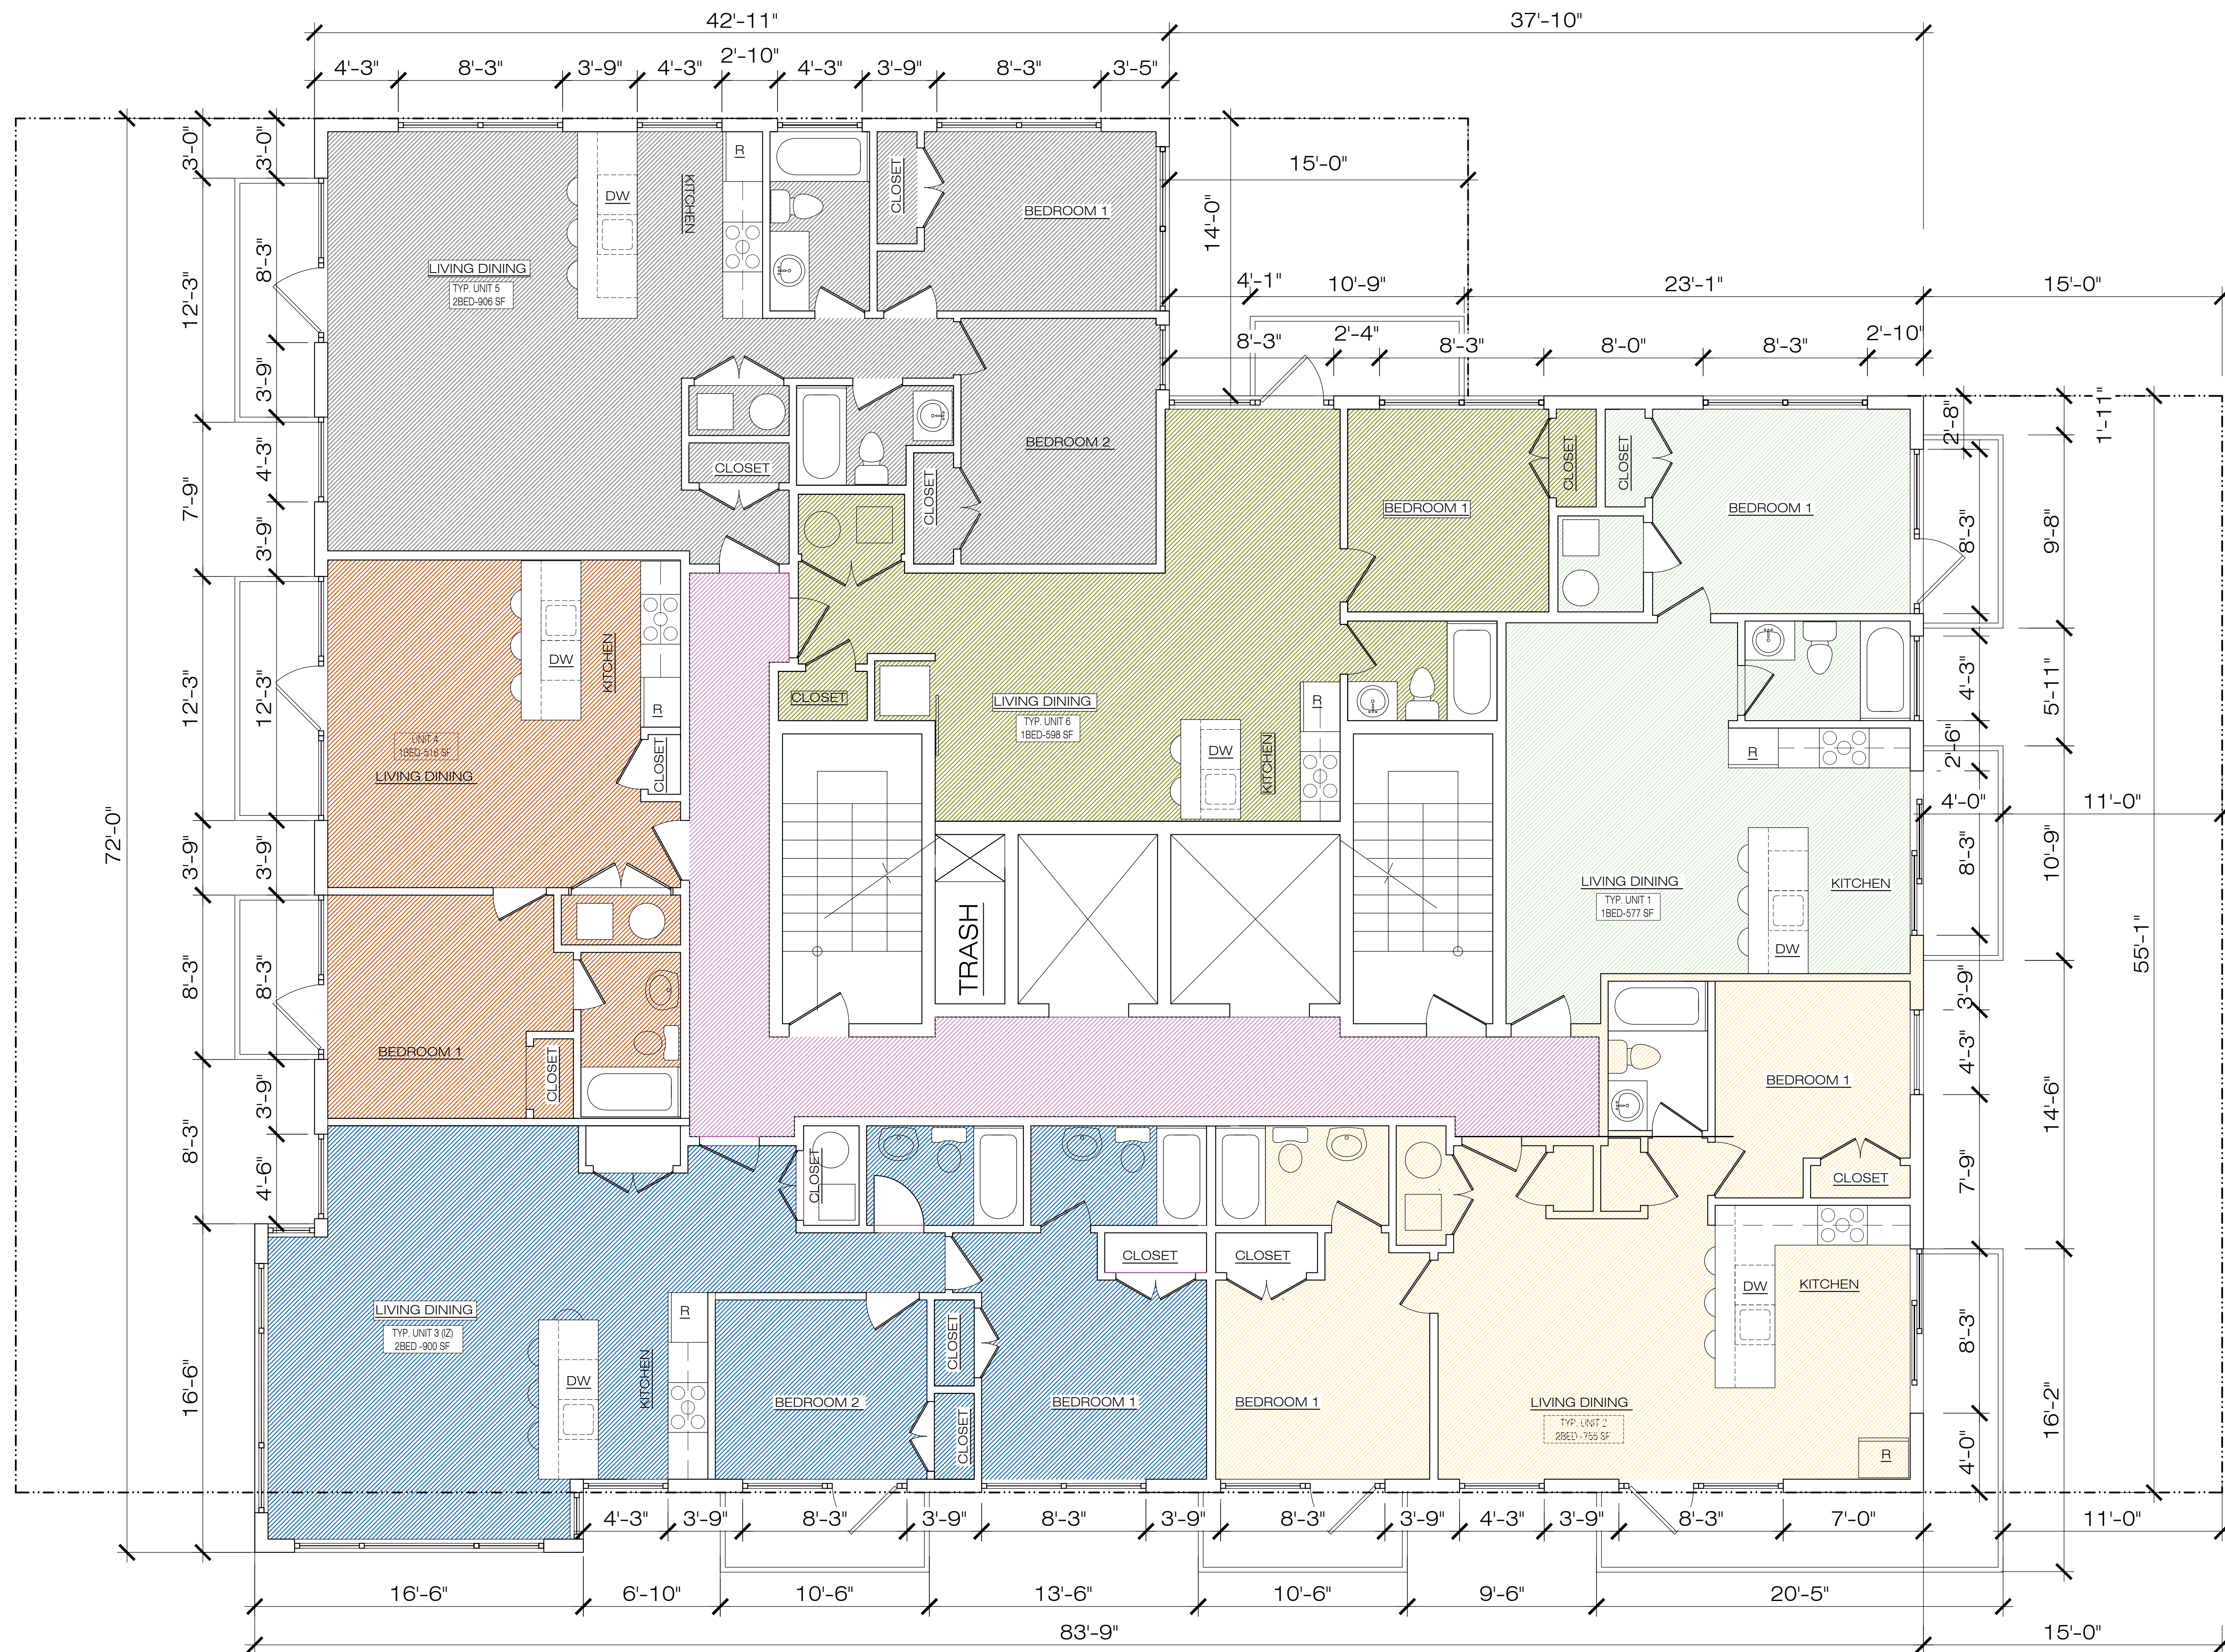 42'-11"
37'-10"
4'-3"
8'-3"
3'-9"
4'-3"
2'-10"
4'-3"
3'-9"
8'-3"
3'-5"
3'-0"
3'-0"
15'-0"
14'-0"
R
KITCHEN
DW
CLOSET
BEDROOM 1
LIVING DINING
TYP. UNIT 5
2BED-906 SF
12'-3"
8'-3"
3'-9"
4'-1"
10'-9"
23'-1"
15'-0"
8'-3"
2'-4"
8'-3"
8'-0"
8'-3"
2'-10"
7'-9"
4'-3"
3'-9"
CLOSET
CLOSET
BEDROOM 2
2'-8"
1'-11"
CLOSET
CLOSET
BEDROOM 1
BEDROOM 1
8'-3"
9'-8"
12'-3"
12'-3"
DW
KITCHEN
R
UNIT 4
1BED-516 SF
LIVING DINING
CLOSET
CLOSET
LIVING DINING
TYP. UNIT 6
1BED-598 SF
R
DW
KITCHEN
4'-3"
5'-11"
2'-6"
R
4'-0"
11'-0"
72'-0"
3'-9"
3'-9"
TRASH
LIVING DINING
TYP. UNIT 1
1BED-577 SF
KITCHEN
DW
8'-3"
10'-9"
55'-1"
8'-3"
8'-3"
BEDROOM 1
CLOSET
3'-9"
BEDROOM 1
4'-3"
14'-6"
8'-3"
3'-9"
4'-6"
CLOSET
CLOSET
7'-9"
CLOSET
CLOSET
LIVING DINING
TYP. UNIT 3 (IZ)
2BED -900 SF
R
DW
KITCHEN
CLOSET
BEDROOM 2
CLOSET
BEDROOM 1
BEDROOM 1
DW
KITCHEN
LIVING DINING
TYP. UNIT 2
2BED -755 SF
R
8'-3"
16'-2"
4'-0"
16'-6"
4'-3"
3'-9"
8'-3"
3'-9"
8'-3"
3'-9"
8'-3"
3'-9"
4'-3"
3'-9"
8'-3"
7'-0"
11'-0"
16'-6"
6'-10"
10'-6"
13'-6"
10'-6"
9'-6"
20'-5"
83'-9"
15'-0"